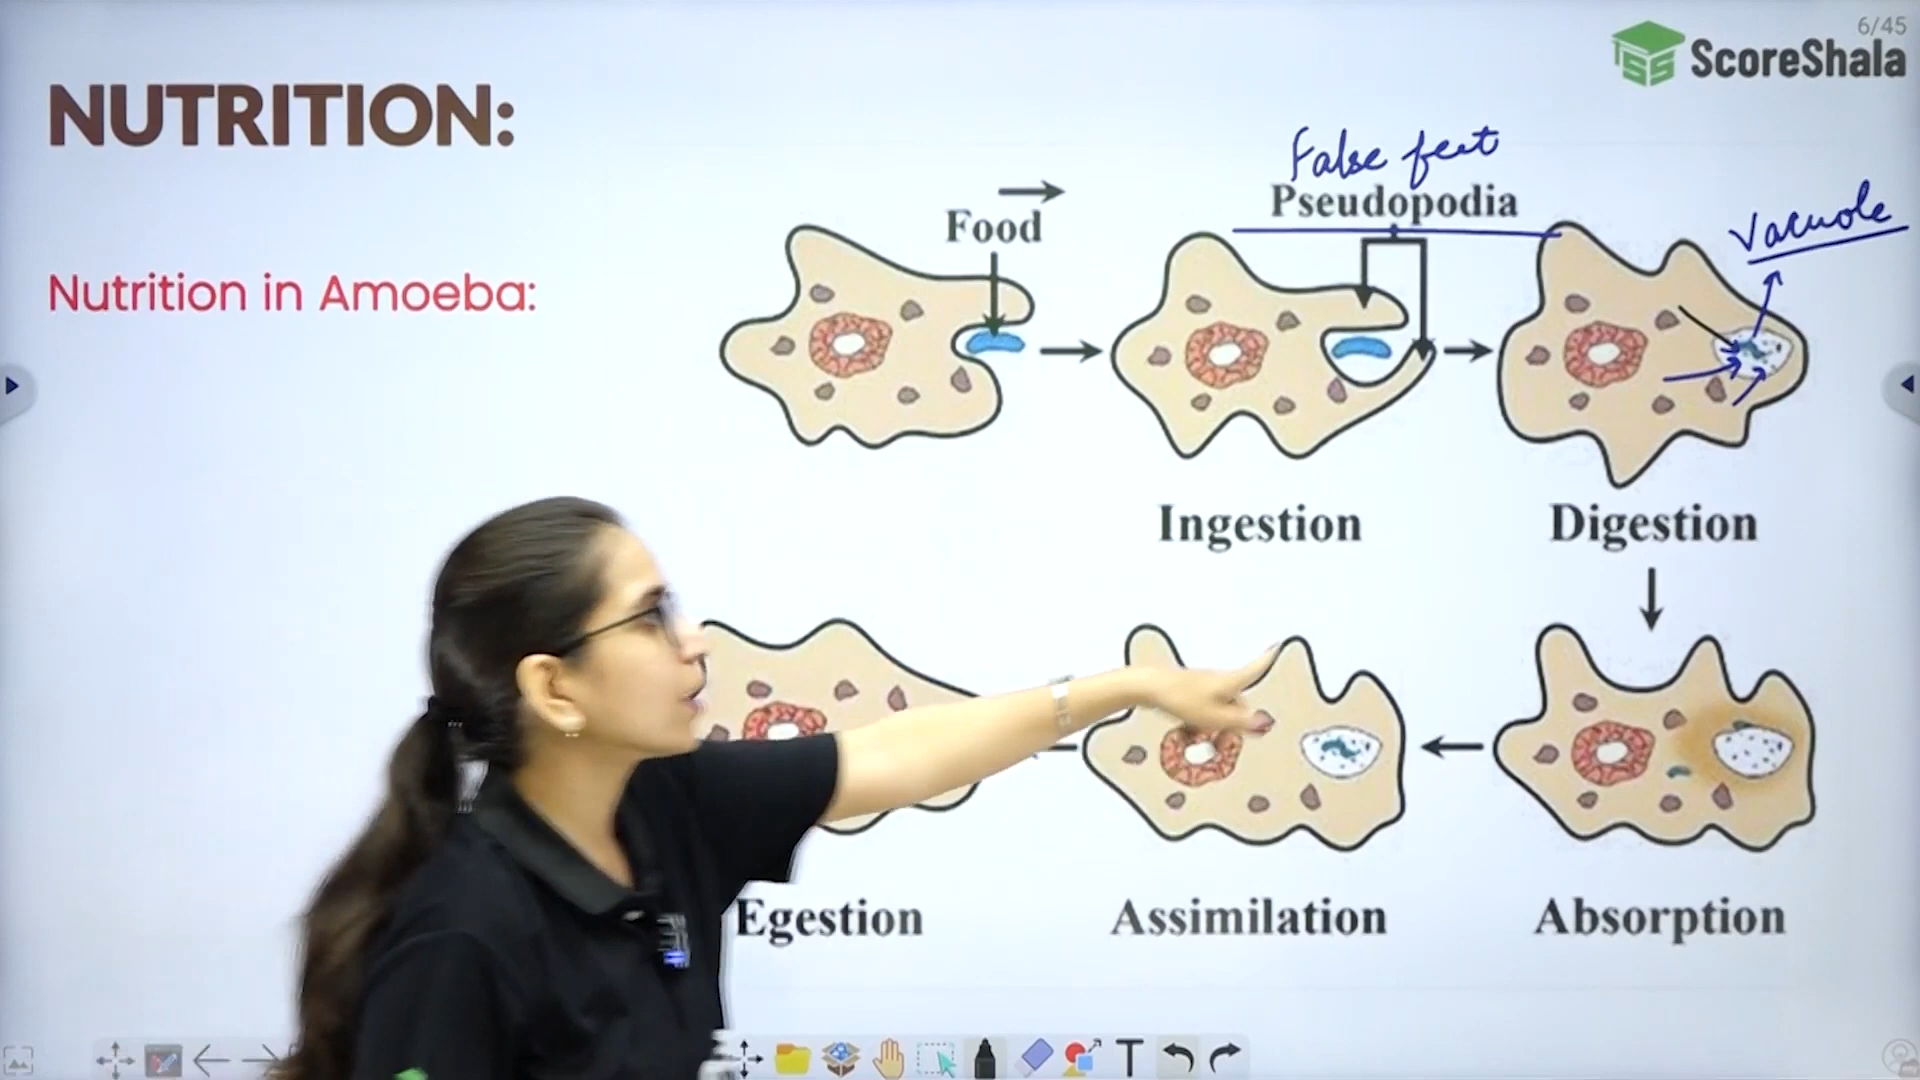 6/45
ScoreShala
NUTRITION:
False feet
Pseudopodia
Vacuole
Food
Nutrition in Amoeba:
Ingestion
Digestion
Egestion
Assimilation
Absorption